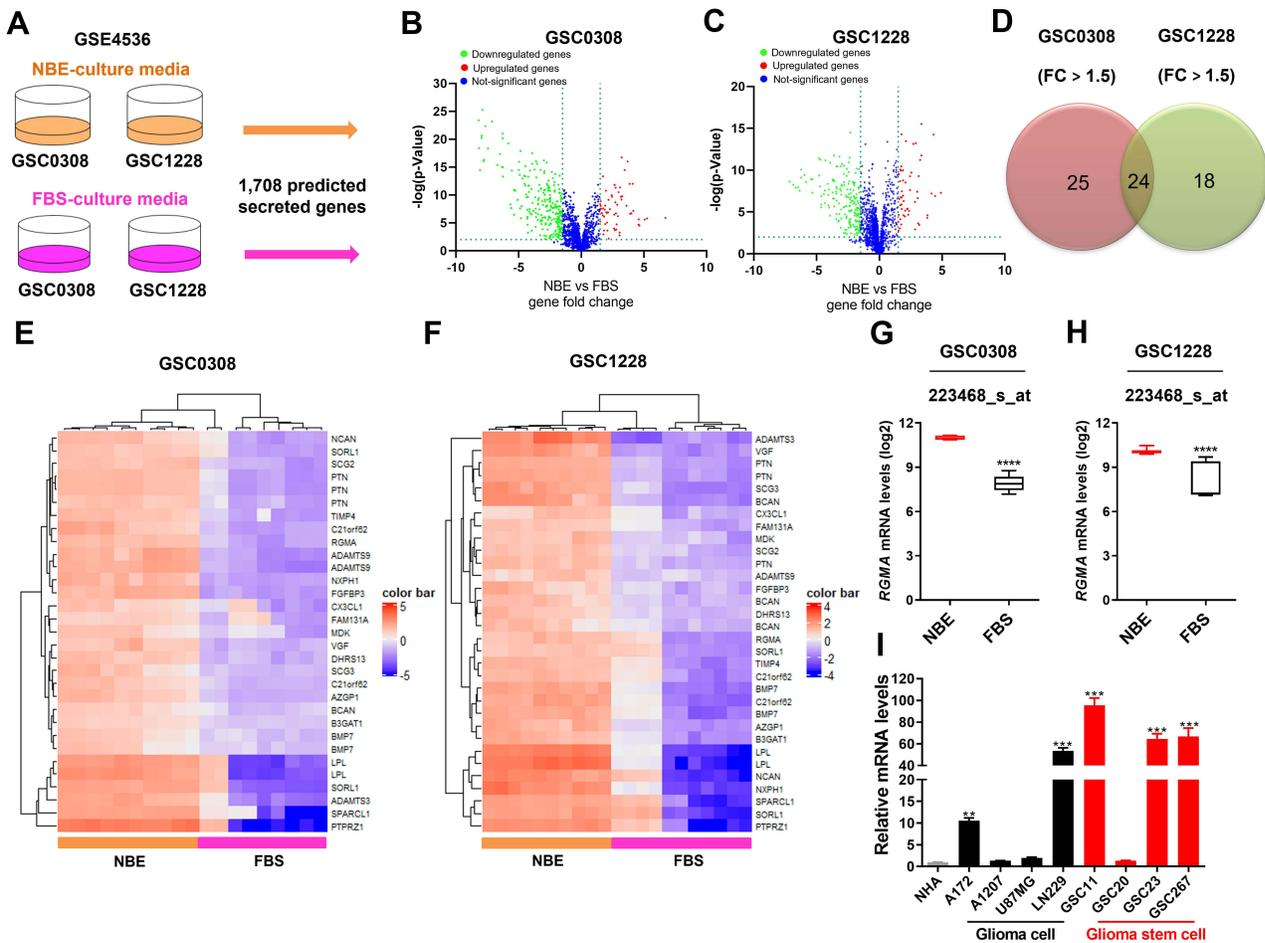 A
GSE4536
NBE-culture media
GSC0308 GSC1228
FBS-culture media
GSC0308 GSC1228
1,708 predicted
secreted genes
B
GSC0308
Downregulated genes
Upregulated genes
Not-significant genes
-log(p-Value)
30
25
20
15
10
5
0
-10 -5 0 5 10
NBE vs FBS
gene fold change
C
GSC1228
Downregulated genes
Upregulated genes
Not-significant genes
-log(p-Value)
20
15
10
5
0
-10 -5 0 5 10
NBE vs FBS
gene fold change
D
GSC0308 GSC1228
(FC > 1.5) (FC > 1.5)
25 24 18
E
GSC0308
NCAN
SORL1
SCG2
PTN
PTN
PTN
TIMP4
C21orf62
RGMA
ADAMTS9
ADAMTS9
NXPH1
FGFBP3
CX3CL1
FAM131A
MDK
VGF
DHRS13
SCG3
C21orf62
AZGP1
BCAN
B3GAT1
BMP7
BMP7
LPL
LPL
SORL1
ADAMTS3
SPARCL1
PTPRZ1
color bar
5
0
-5
NBE FBS
F
GSC1228
ADAMTS3
VGF
PTN
PTN
SCG3
BCAN
CX3CL1
FAM131A
MDK
SCG2
PTN
ADAMTS9
FGFBP3
BCAN
DHRS13
BCAN
RGMA
SORL1
TIMP4
C21orf62
BMP7
C21orf62
BMP7
AZGP1
B3GAT1
LPL
LPL
NCAN
NXPH1
SPARCL1
SORL1
PTPRZ1
color bar
4
2
0
-2
-4
NBE FBS
G
GSC0308
223468_s_at
RGMA mRNA levels (log2)
12
9
6
3
0
****
NBE FBS
H
GSC1228
223468_s_at
RGMA mRNA levels (log2)
12
9
6
3
0
****
NBE FBS
I
Relative mRNA levels
120
100
80
60
40
20
15
10
5
0
** *** *** *** ***
NHA A172 A1207 U87MG LN229 GSC11 GSC20 GSC23 GSC267
Glioma cell Glioma stem cell